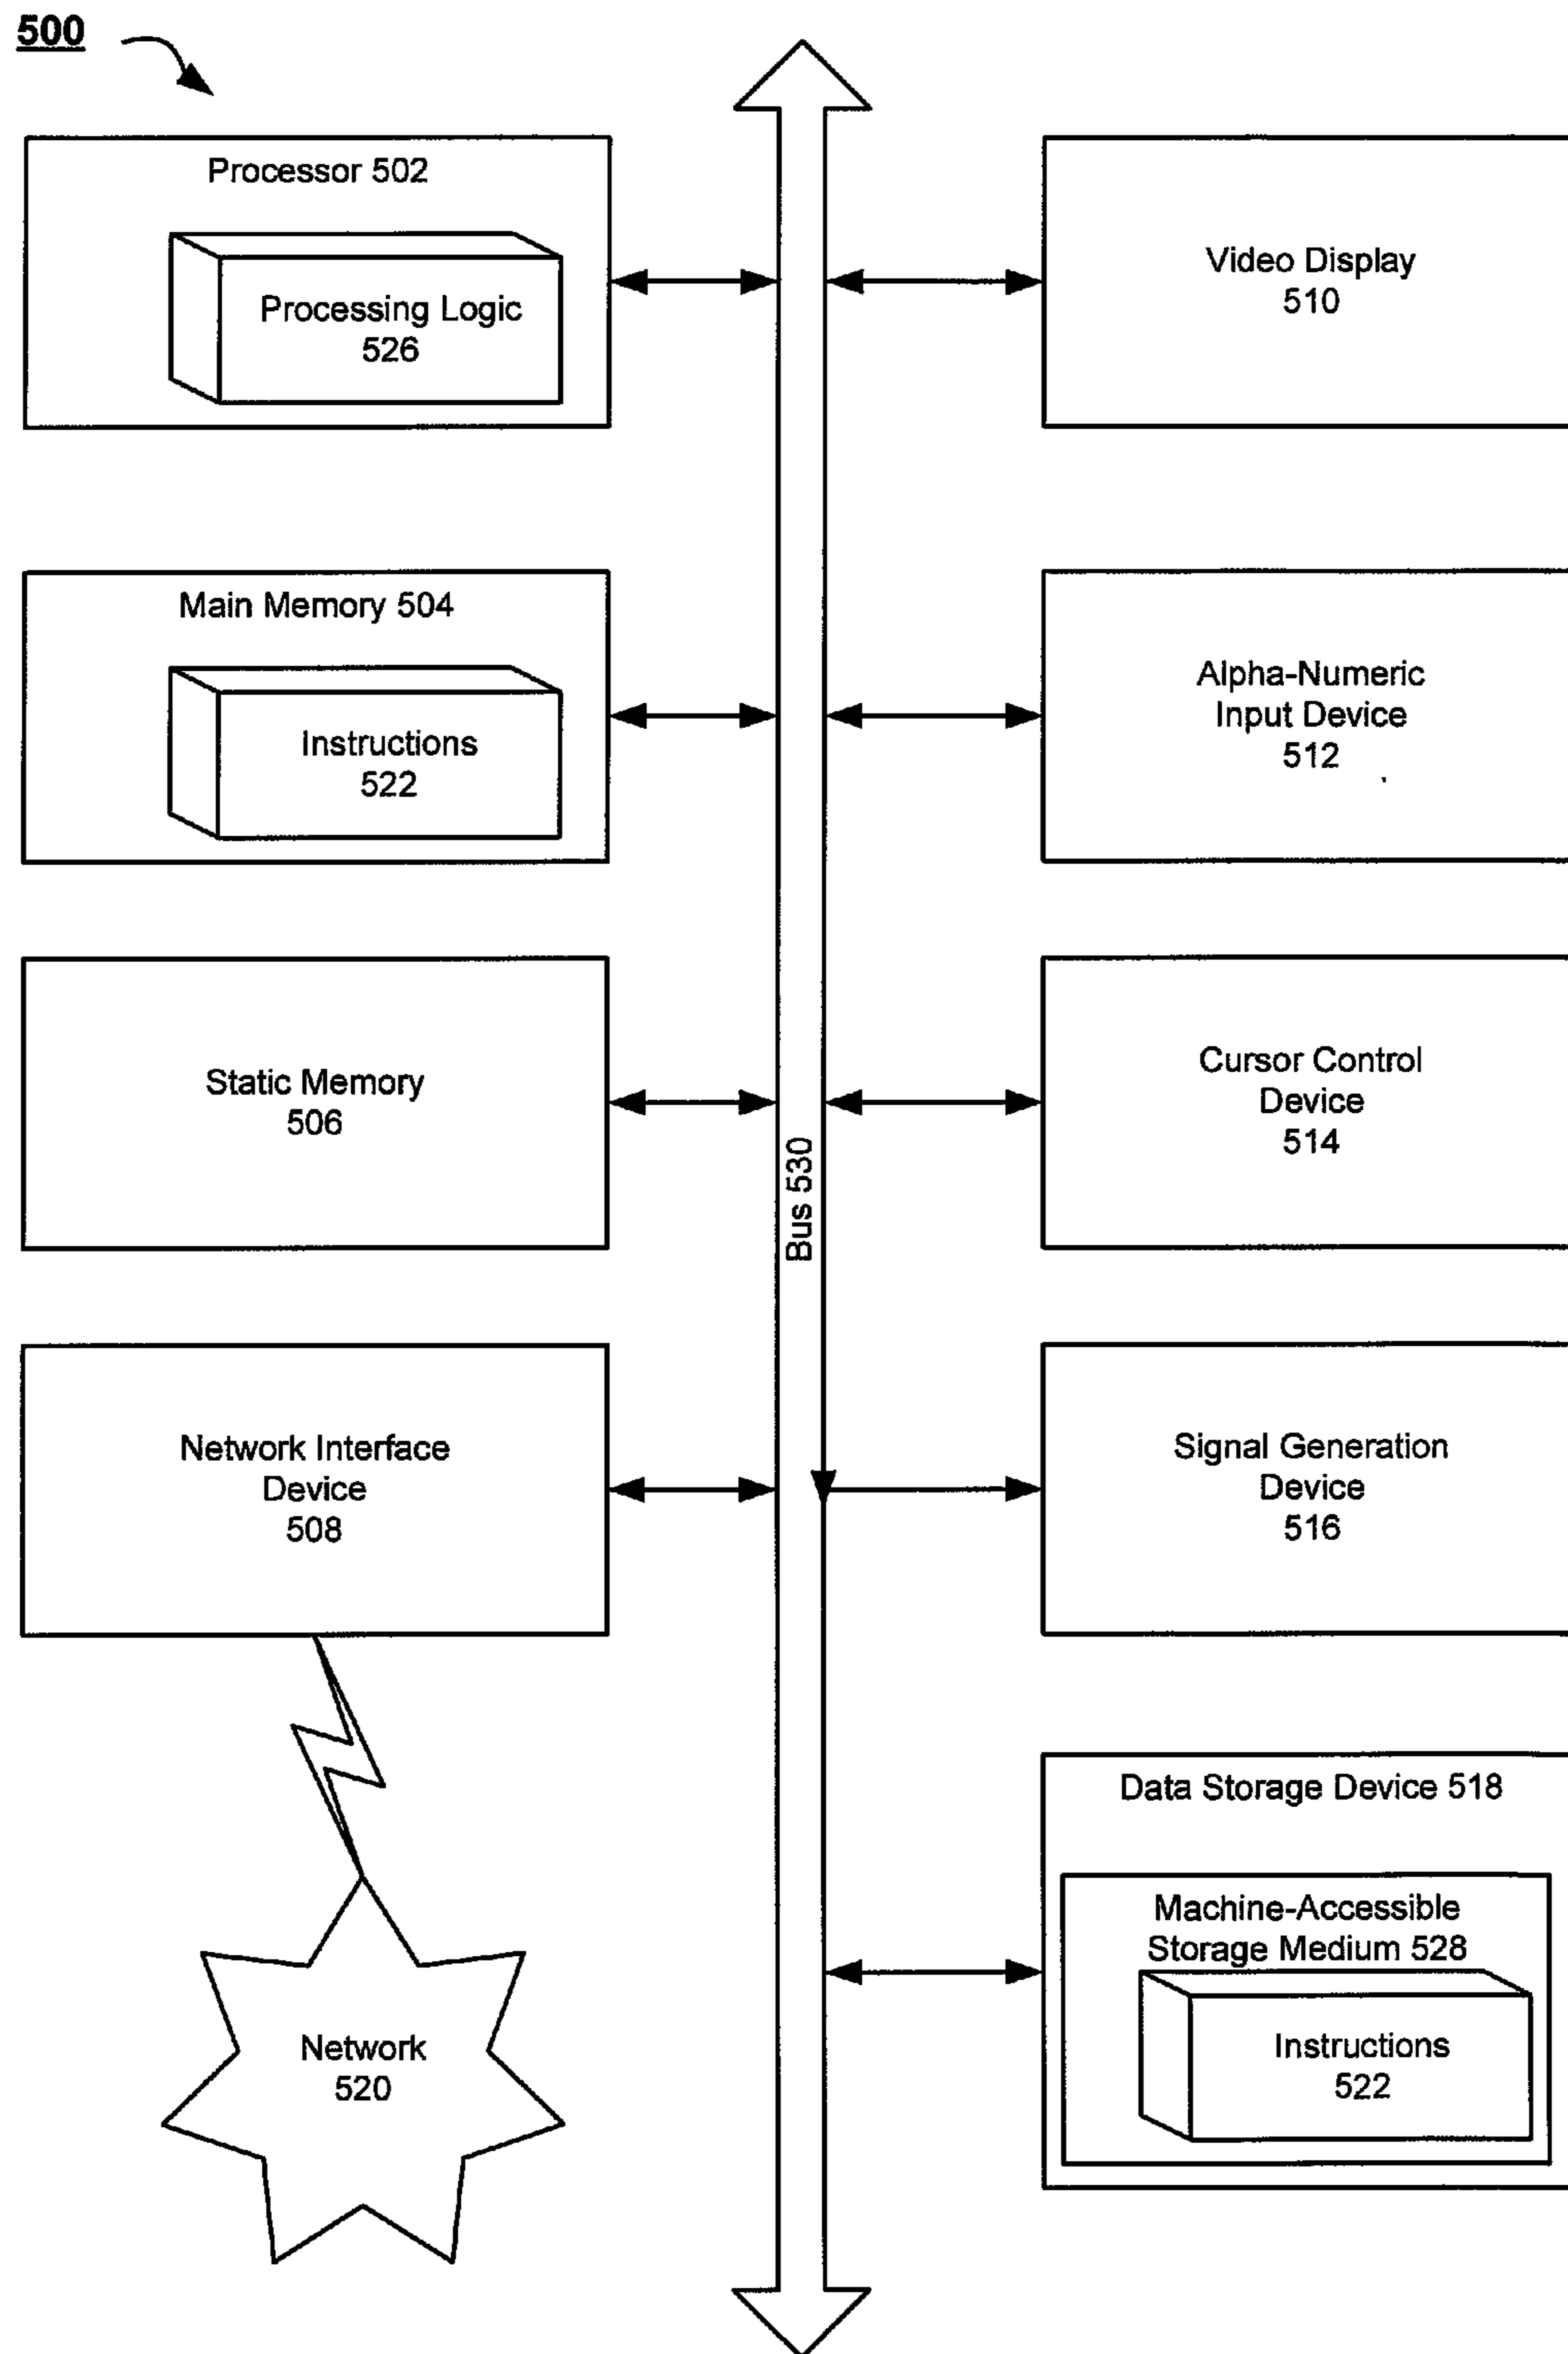 500
Processor 502
Processing Logic
526
Main Memory 504
Instructions
522
Static Memory
506
Network Interface
Device
508
Network
520
Bus 530
Video Display
510
Alpha-Numeric
Input Device
512
Cursor Control
Device
514
Signal Generation
Device
516
Data Storage Device 518
Machine-Accessible
Storage Medium 528
Instructions
522